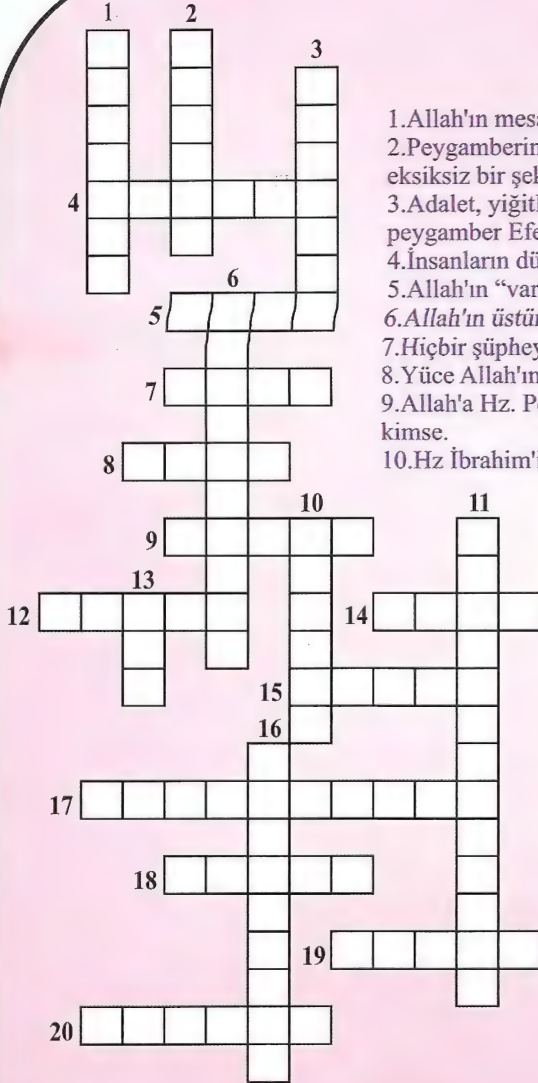 1
2
3
1.Allah'ın mesa
2.Peygamberin
eksiksiz bir şek
3.Adalet, yiğitl
peygamber Efe
4
4.İnsanların dü
6
5.Allah'ın “var
5
6.Allah'ın üstür
7.Hiçbir şüphey
7
8.Yüce Allah'ın
9.Allah'a Hz. Pe
kimse.
8
10.Hz İbrahim'i
10
11
9
13
12
14
15
16
17
18
19
20